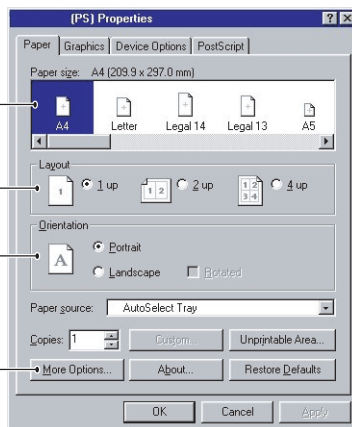 (PS) Properties
Paper Graphics Device Options PostScript
Paper size: A4 (209.9 x 297.0 mm)
A4 Letter Legal 14 Legal 13 A5
Layout
1 1 up 1 2 2 up 1 2 3 4 4 up
Orientation
A Portrait
Landscape Rotated
Paper source: AutoSelect Tray
Copies: 1 Custom... Unprintable Area...
More Options... About... Restore Defaults
OK Cancel Apply